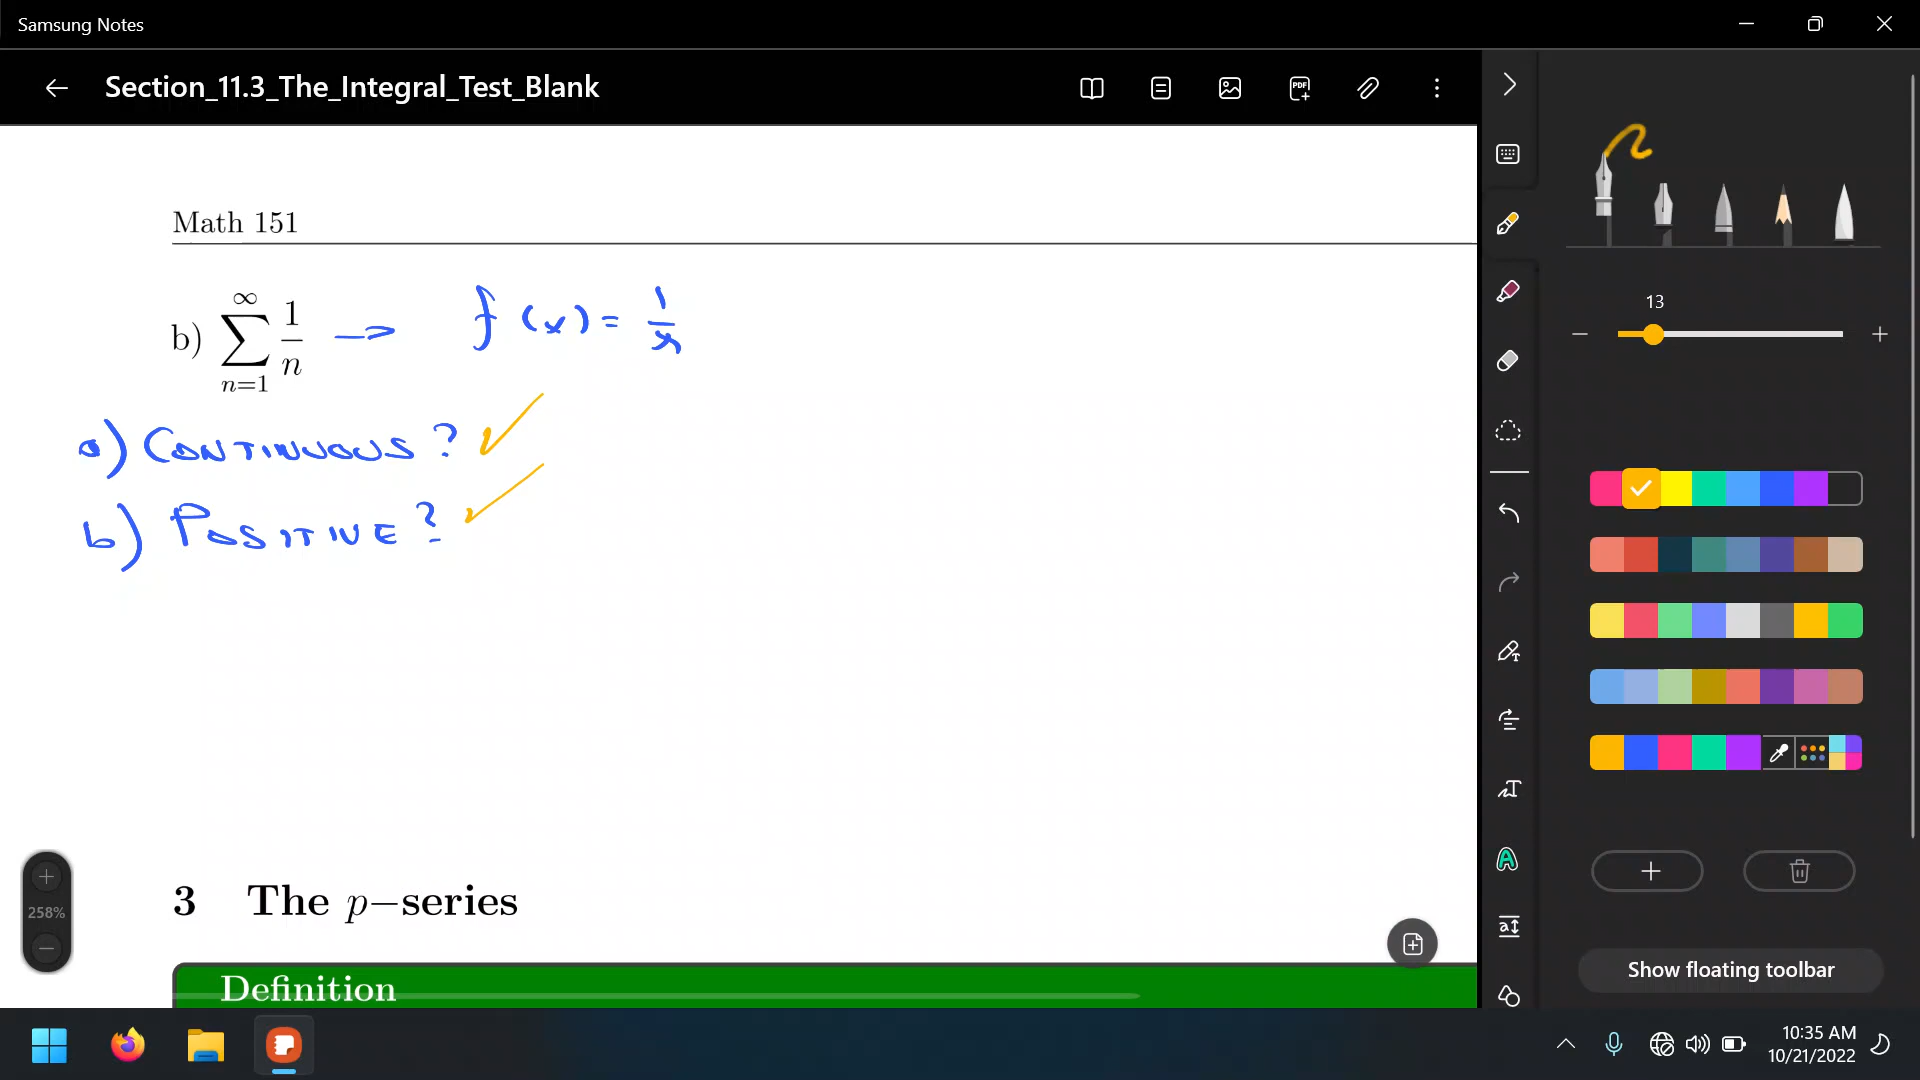 Samsung Notes
Section_11.3_The_Integral_Test_Blank
PDF
Math 151
b) ∑_{n=1}^{∞} 1/n → f(x) = 1/x
a) CONTINUOUS? ✓
b) POSITIVE? ✓
3 The p−series
Definition
258%
13
Show floating toolbar
10:35 AM
10/21/2022